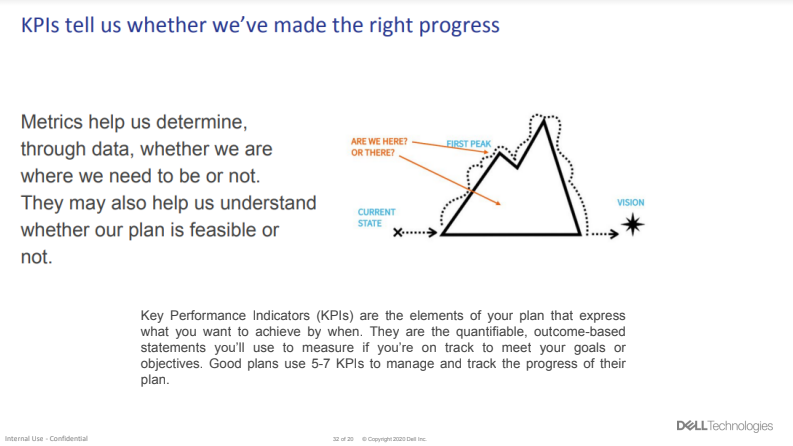 KPIs tell us whether we’ve made the right progress
Metrics help us determine,
through data, whether we are
where we need to be or not.
They may also help us understand
whether our plan is feasible or
not.
ARE WE HERE?
OR THERE?
FIRST PEAK
CURRENT
STATE
VISION
Key Performance Indicators (KPIs) are the elements of your plan that express
what you want to achieve by when. They are the quantifiable, outcome-based
statements you’ll use to measure if you’re on track to meet your goals or
objectives. Good plans use 5-7 KPIs to manage and track the progress of their
plan.
DELLTechnologies
Internal Use - Confidential
32 of 20 © Copyright 2020 Dell Inc.